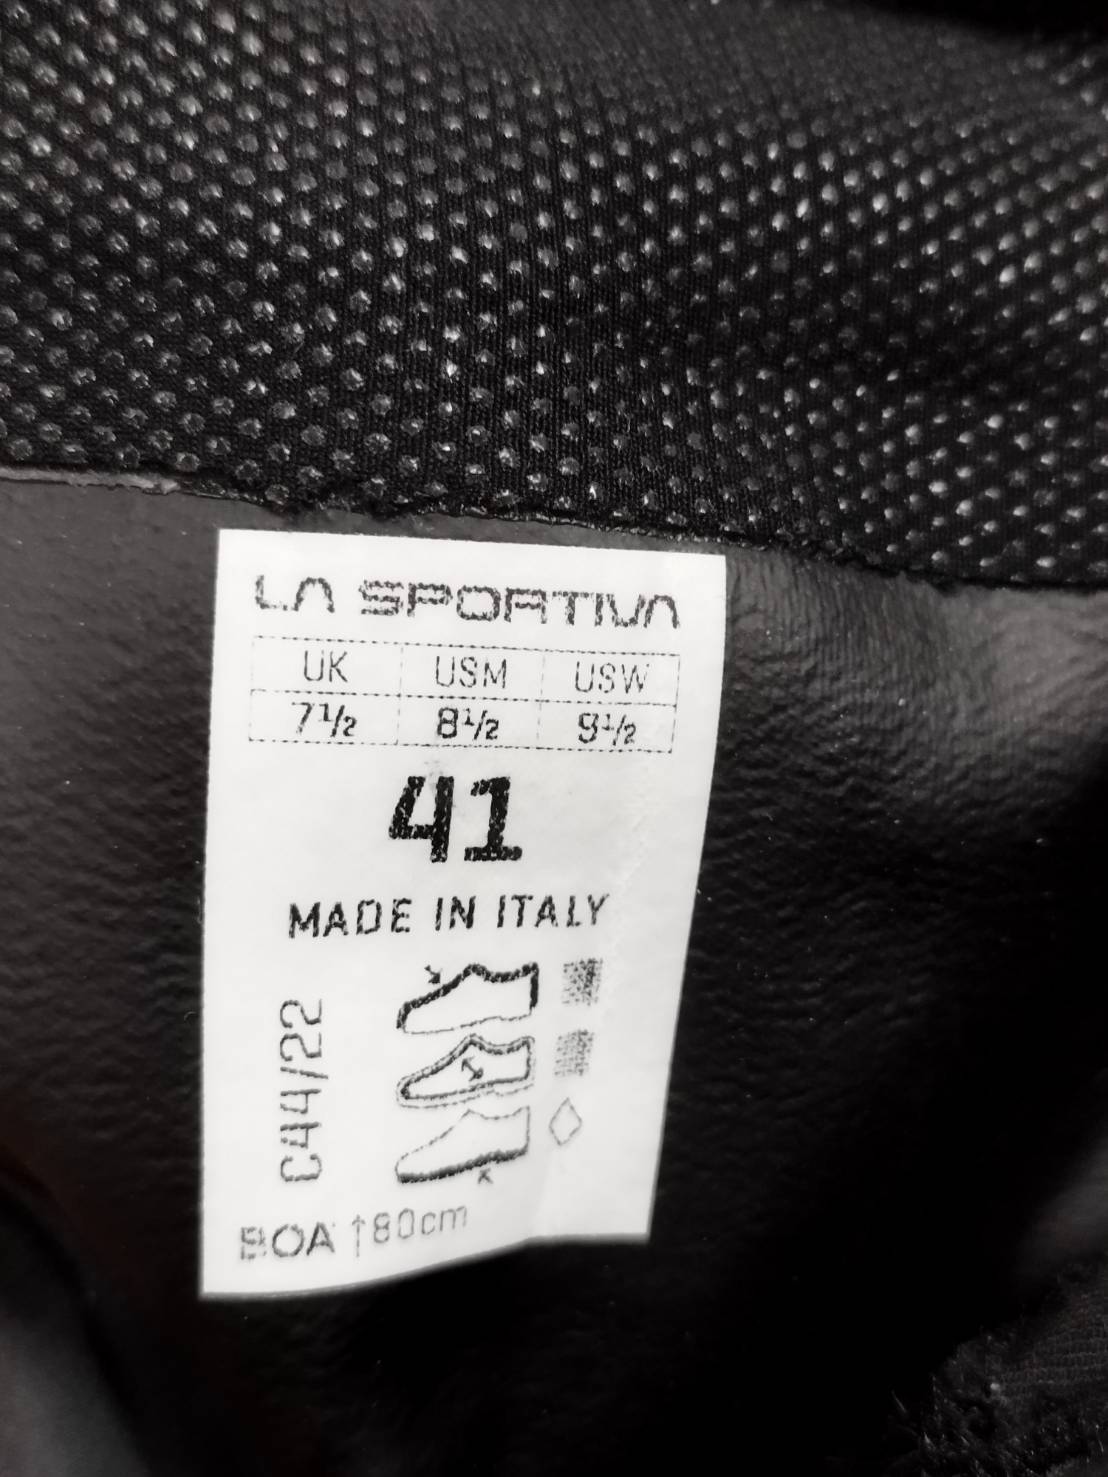 LA SPORTIVA
UK USM USW
7½ 8½ 9½
41
MADE IN ITALY
C44/22
BOA ↑80cm